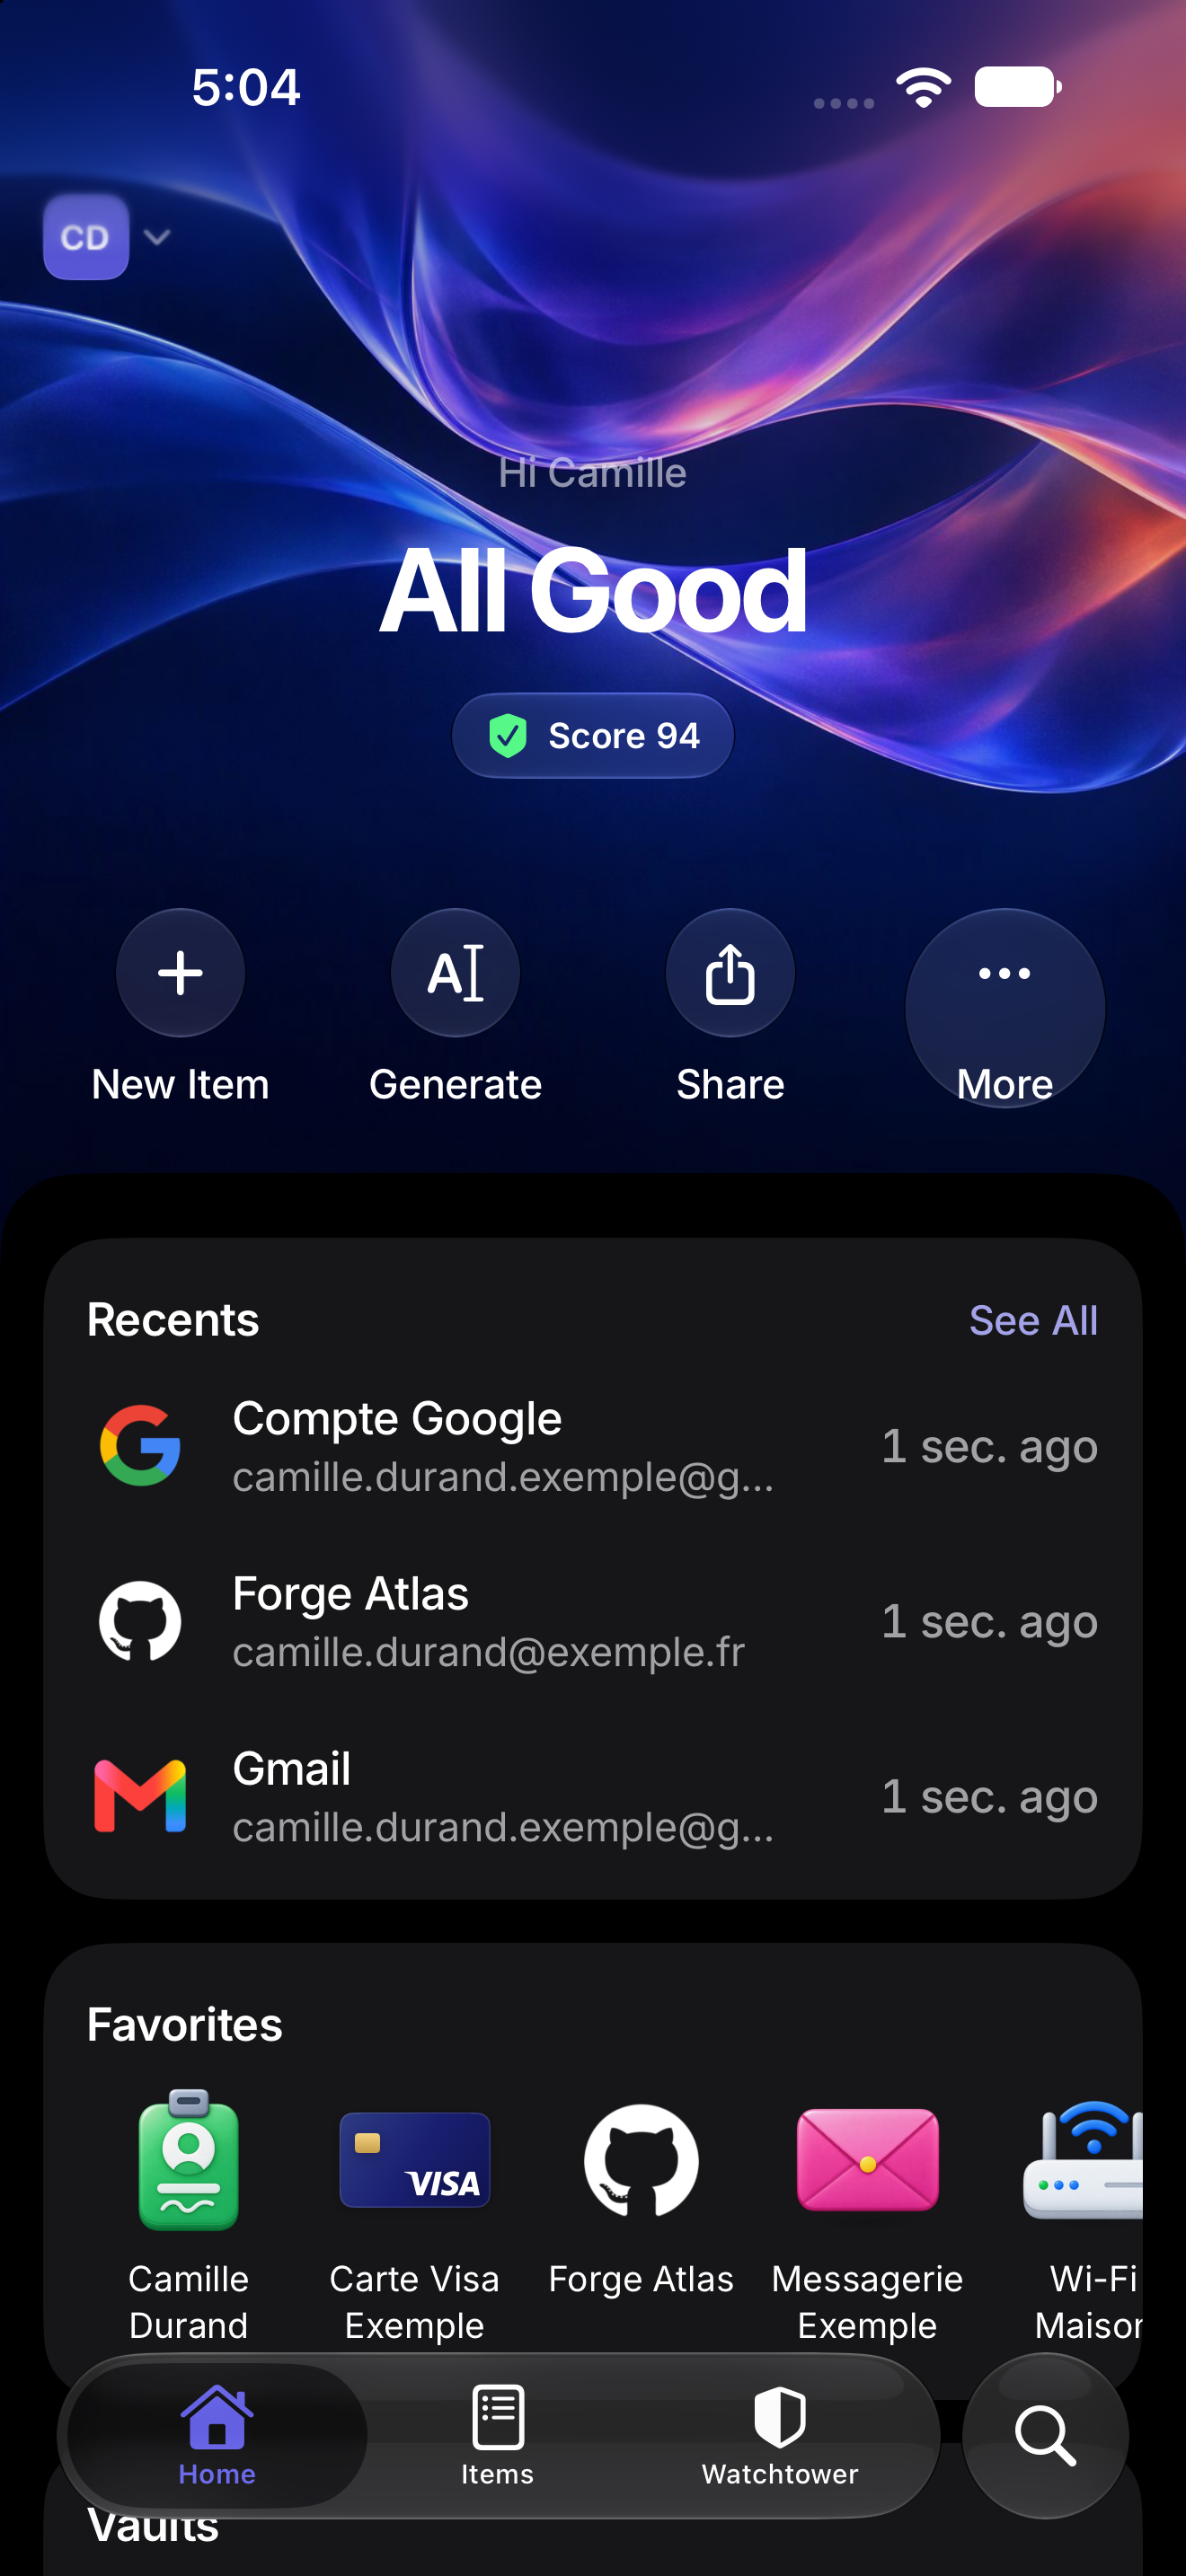 5:04
CD
Hi Camille
All Good
Score 94
New Item
Generate
Share
More
Recents
See All
Compte Google
camille.durand.exemple@g...
1 sec. ago
Forge Atlas
camille.durand@exemple.fr
1 sec. ago
Gmail
camille.durand.exemple@g...
1 sec. ago
Favorites
VISA
Camille
Durand
Carte Visa
Exemple
Forge Atlas
Messagerie
Exemple
Wi-Fi
Maison
Home
Items
Watchtower
Vaults